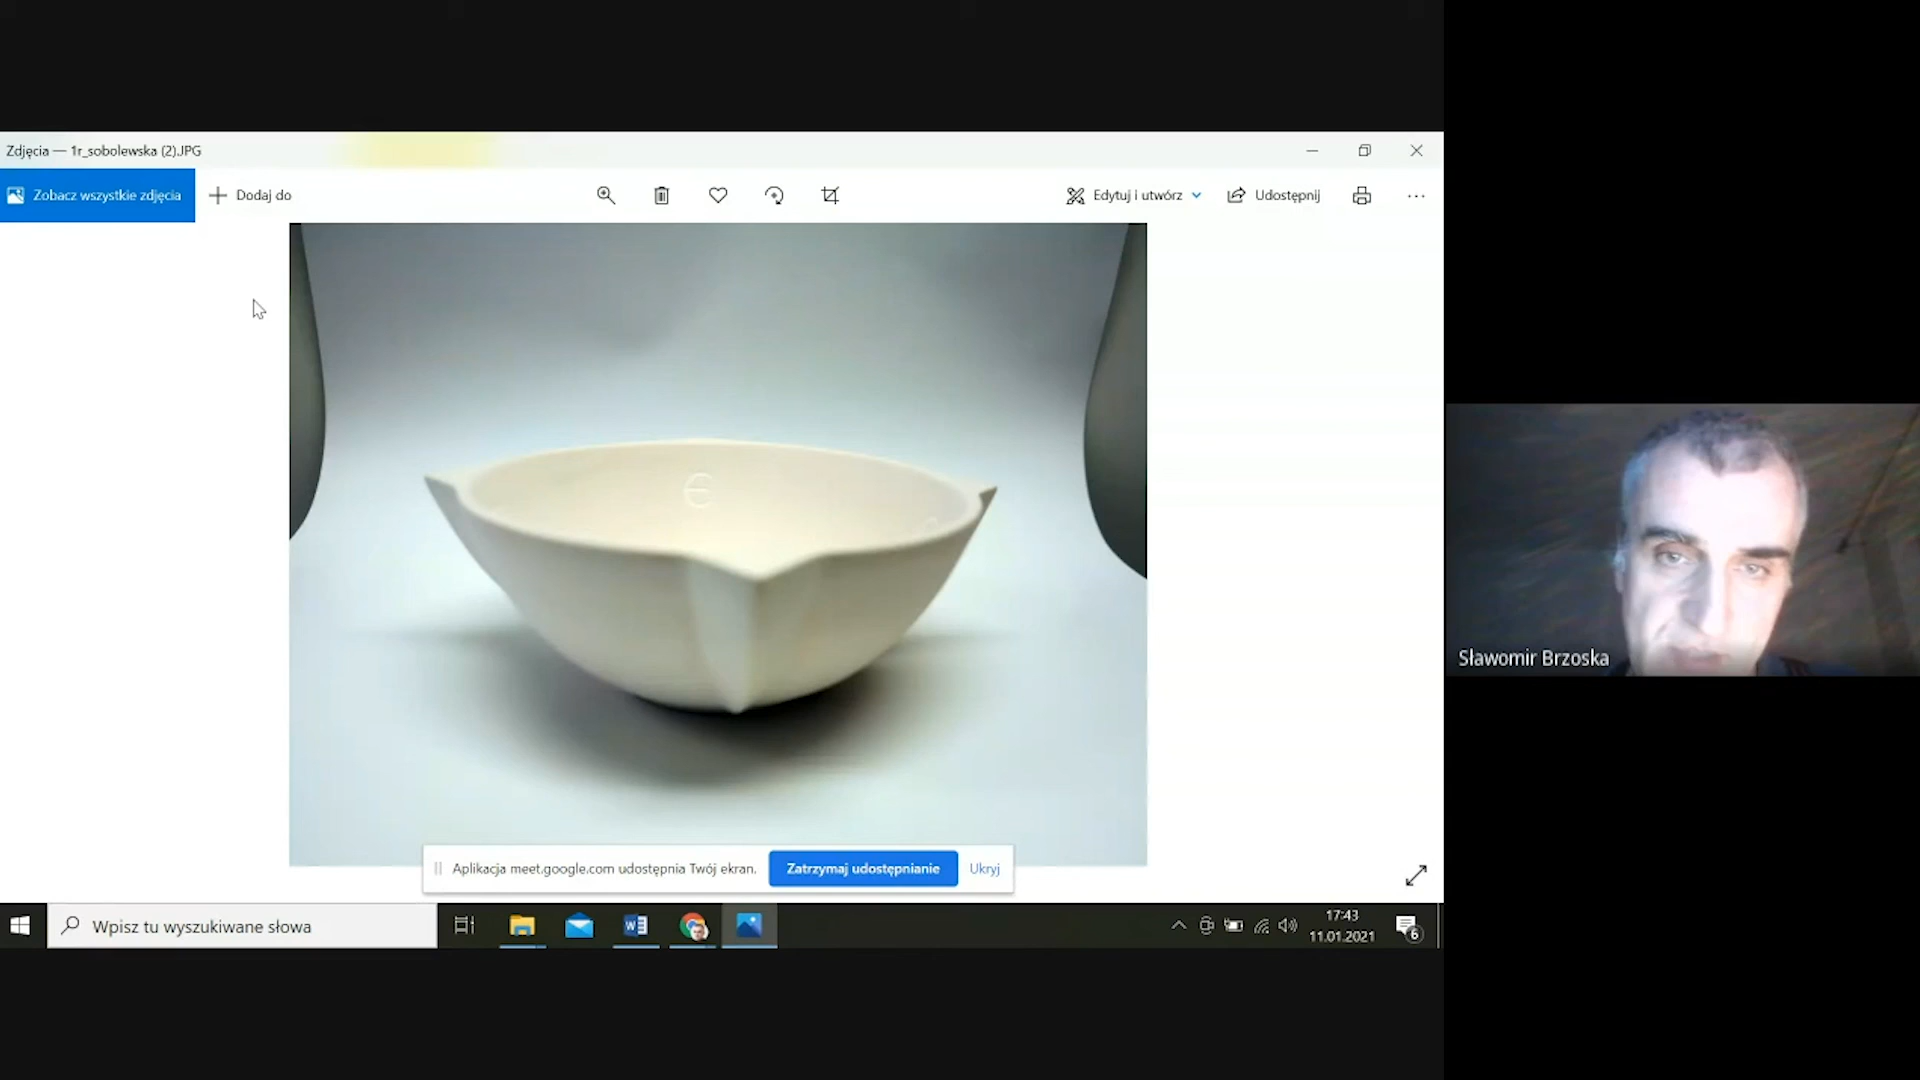 Zdjęcia — 1r_sobolewska (2).JPG
Zobacz wszystkie zdjęcia
Dodaj do
Edytuj i utwórz
Udostępnij
Є
Sławomir Brzoska
Aplikacja meet.google.com udostępnia Twój ekran.
Zatrzymaj udostępnianie
Ukryj
Wpisz tu wyszukiwane słowa
17:43
11.01.2021
6